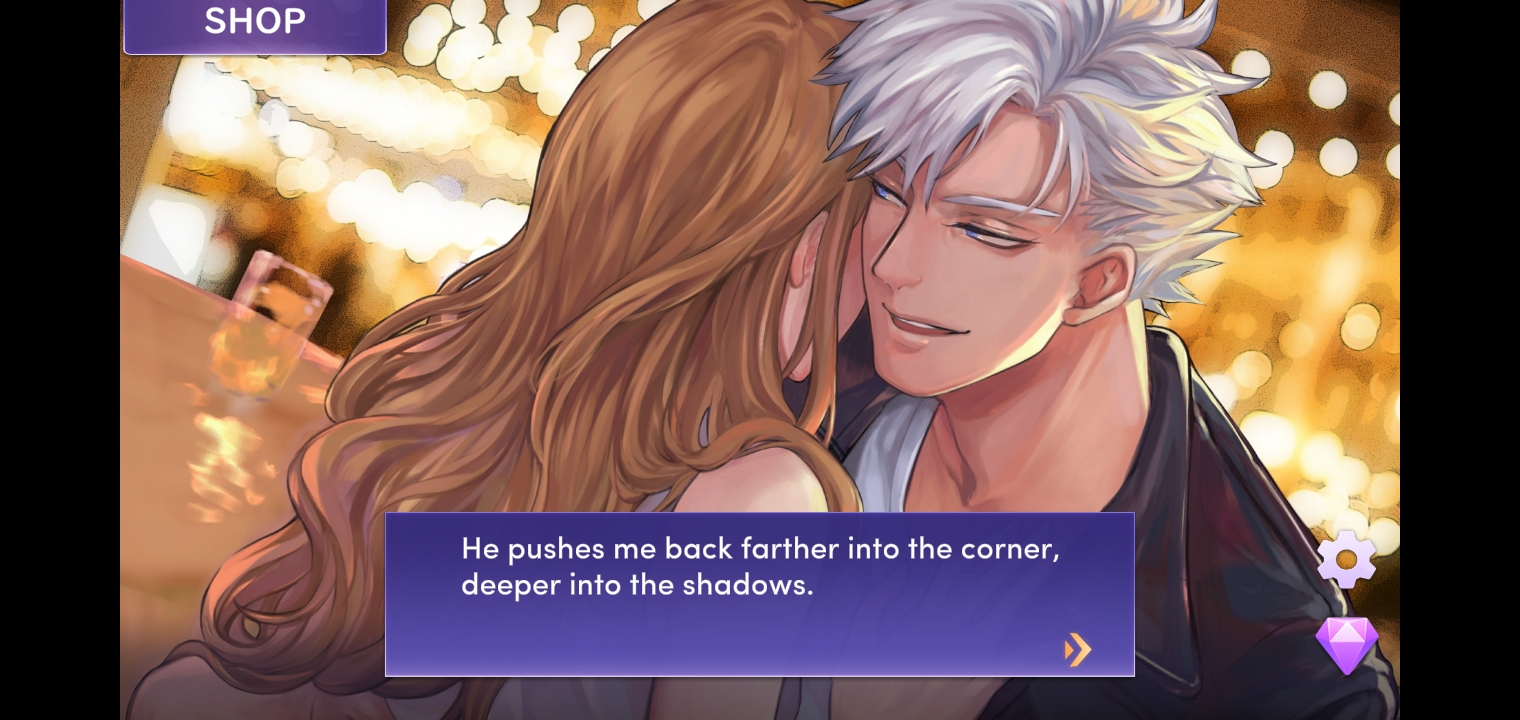 SHOP
He pushes me back farther into the corner,
deeper into the shadows.